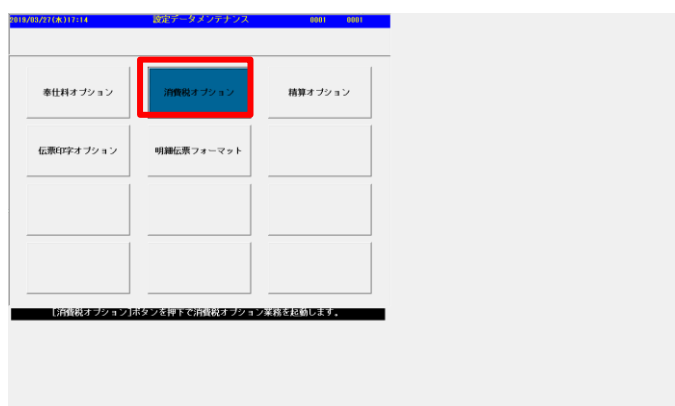 2019/03/27(水)17:14 設定データメンテナンス 0001 0001
奉仕料オプション 消費税オプション 精算オプション
伝票印字オプション 明細伝票フォーマット
[消費税オプション]ボタンを押下で消費税オプション業務を起動します。